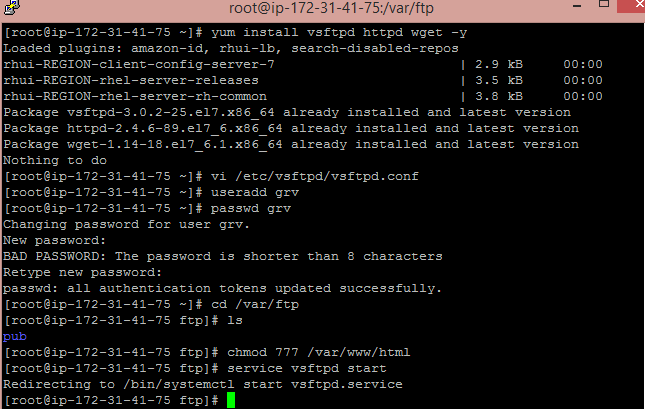 root@ip-172-31-41-75:/var/ftp
[root@ip-172-31-41-75 ~]# yum install vsftpd httpd wget -y
Loaded plugins: amazon-id, rhui-lb, search-disabled-repos
rhui-REGION-client-config-server-7 | 2.9 kB 00:00
rhui-REGION-rhel-server-releases | 3.5 kB 00:00
rhui-REGION-rhel-server-rh-common | 3.8 kB 00:00
Package vsftpd-3.0.2-25.el7.x86_64 already installed and latest version
Package httpd-2.4.6-89.el7_6.x86_64 already installed and latest version
Package wget-1.14-18.el7_6.1.x86_64 already installed and latest version
Nothing to do
[root@ip-172-31-41-75 ~]# vi /etc/vsftpd/vsftpd.conf
[root@ip-172-31-41-75 ~]# useradd grv
[root@ip-172-31-41-75 ~]# passwd grv
Changing password for user grv.
New password:
BAD PASSWORD: The password is shorter than 8 characters
Retype new password:
passwd: all authentication tokens updated successfully.
[root@ip-172-31-41-75 ~]# cd /var/ftp
[root@ip-172-31-41-75 ftp]# ls
pub
[root@ip-172-31-41-75 ftp]# chmod 777 /var/www/html
[root@ip-172-31-41-75 ftp]# service vsftpd start
Redirecting to /bin/systemctl start vsftpd.service
[root@ip-172-31-41-75 ftp]#